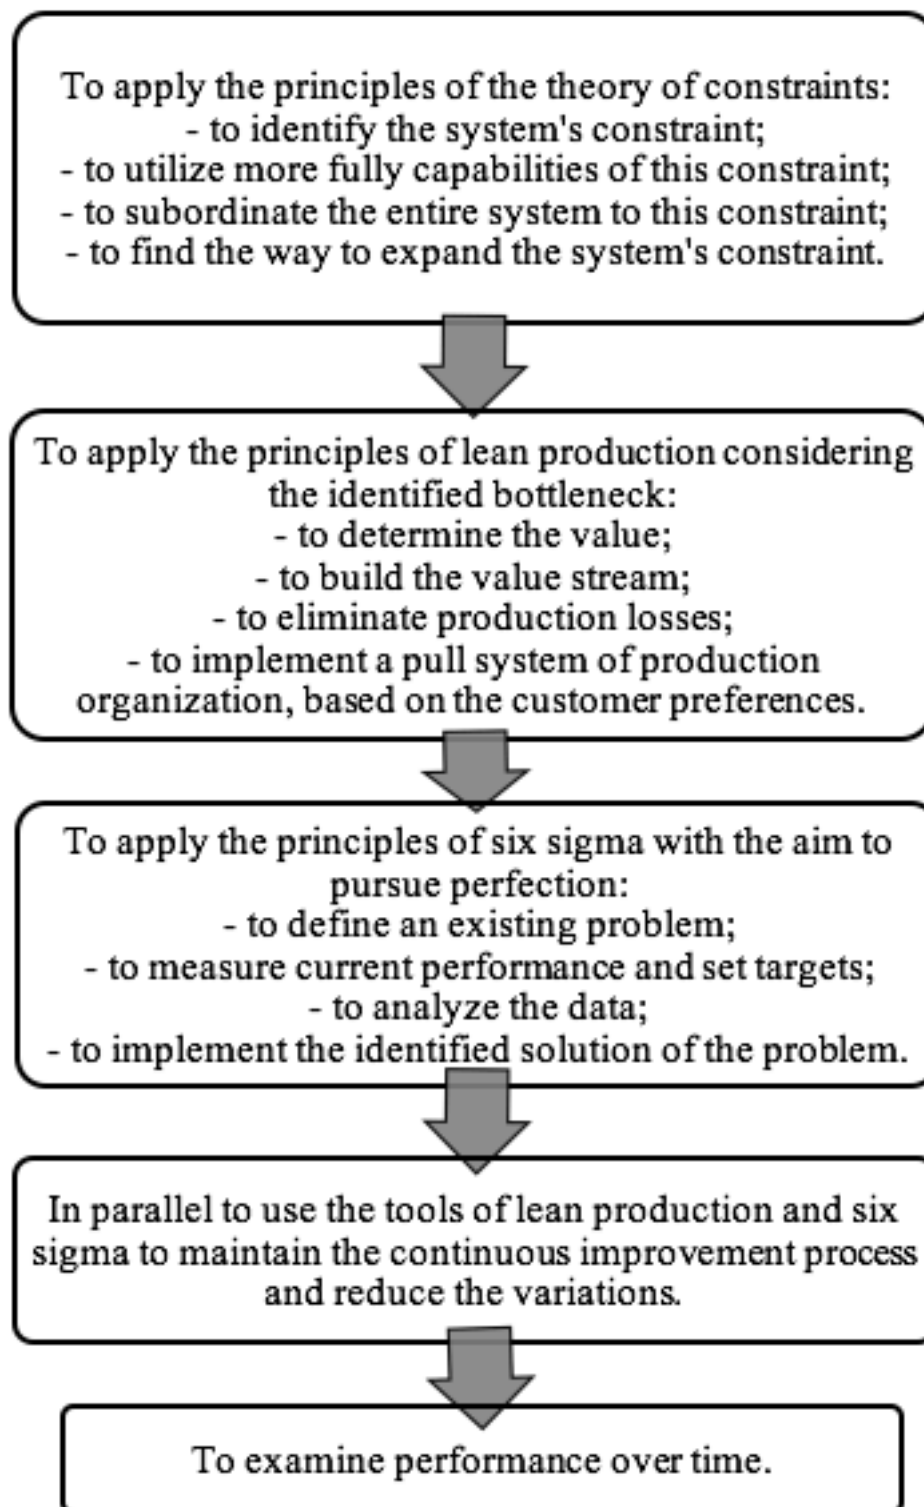 To apply the principles of the theory of constraints:
- to identify the system's constraint;
- to utilize more fully capabilities of this constraint;
- to subordinate the entire system to this constraint;
- to find the way to expand the system's constraint.
To apply the principles of lean production considering
the identified bottleneck:
- to determine the value;
- to build the value stream;
- to eliminate production losses;
- to implement a pull system of production
organization, based on the customer preferences.
To apply the principles of six sigma with the aim to
pursue perfection:
- to define an existing problem;
- to measure current performance and set targets;
- to analyze the data;
- to implement the identified solution of the problem.
In parallel to use the tools of lean production and six
sigma to maintain the continuous improvement process
and reduce the variations.
To examine performance over time.